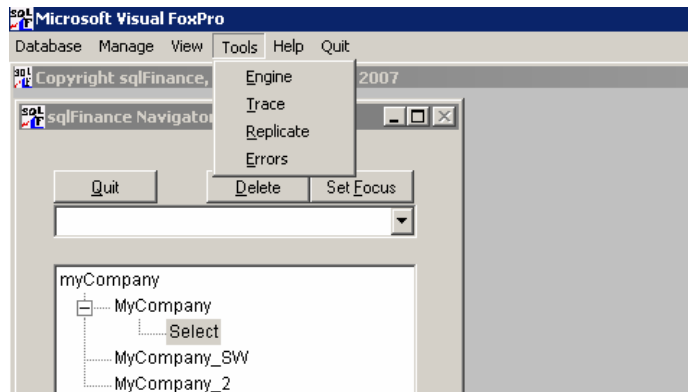 Microsoft Visual FoxPro
Database Manage View Tools Help Quit
Copyright sqlFinance, 2007
Engine
Trace
Replicate
Errors
sqlFinance Navigator
Quit Delete Set Focus
myCompany
MyCompany
Select
MyCompany_SW
MyCompany_2